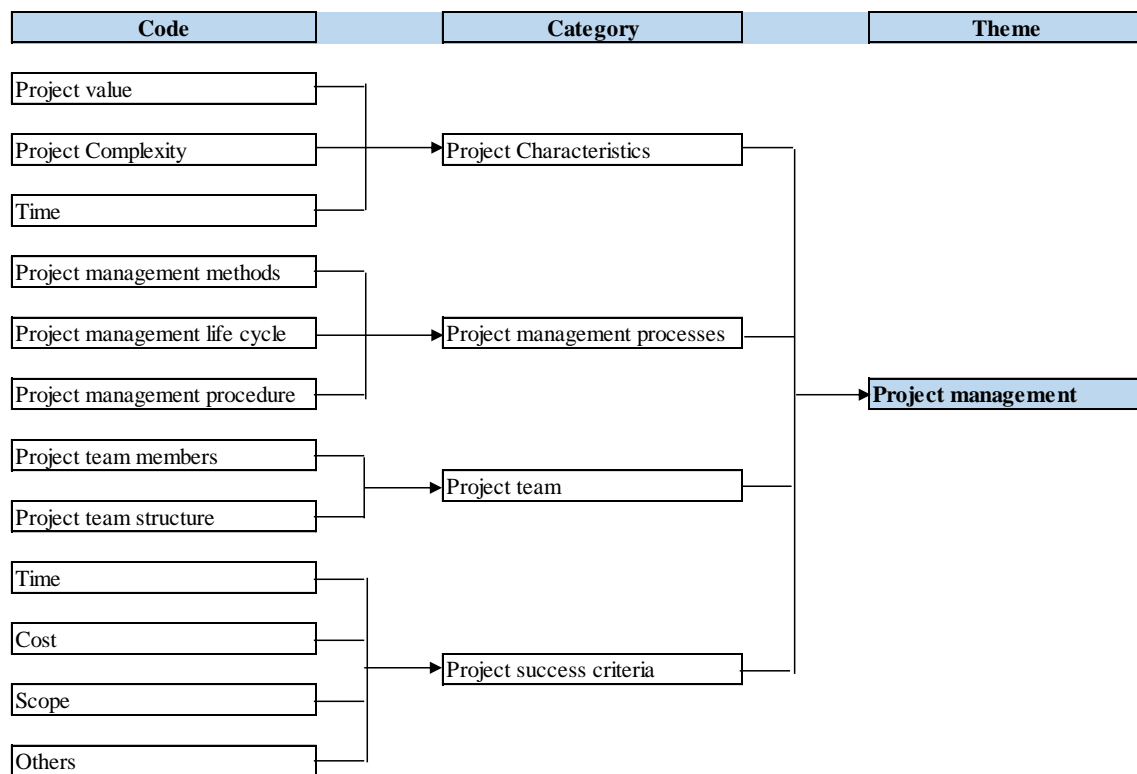 Code Category Theme
Project value
Project Complexity Project Characteristics
Time
Project management methods
Project management life cycle Project management processes
Project management procedure Project management
Project team members
Project team
Project team structure
Time
Cost
Project success criteria
Scope
Others